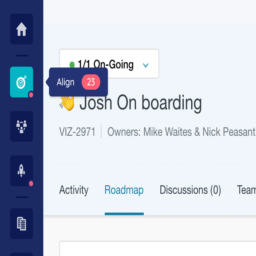 1/1 On-Going
Align 23
Josh On boarding
VIZ-2971 | Owners: Mike Waites & Nick Peasant
Activity Roadmap Discussions (0) Team